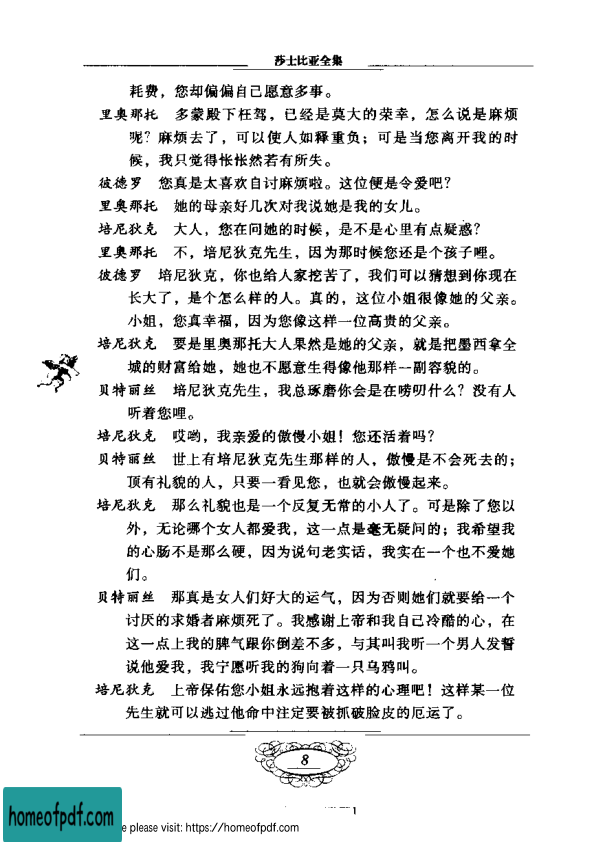 莎士比亚全集
耗费，您却偏偏自己愿意多事。
里奥那托 多蒙殿下枉驾，已经是莫大的荣幸，怎么说是麻烦
呢？麻烦去了，可以使人如释重负；可是当您离开我的时
候，我只觉得怅怅然若有所失。
彼德罗 您真是太喜欢自讨麻烦啦。这位便是令爱吧？
里奥那托 她的母亲好几次对我说她是我的女儿。
培尼狄克 大人，您在问她的时候，是不是心里有点疑惑？
里奥那托 不，培尼狄克先生，因为那时候您还是个孩子哩。
彼德罗 培尼狄克，你也给人家挖苦了，我们可以猜想到你现在
长大了，是个怎么样的人。真的，这位小姐很像她的父亲。
小姐，您真幸福，因为您像这样一位高贵的父亲。
培尼狄克 要是里奥那托大人果然是她的父亲，就是把墨西拿全
城的财富给她，她也不愿意生得像他那样一副容貌的。
贝特丽丝 培尼狄克先生，我总琢磨你会是在唠叨什么？没有人
听着您哩。
培尼狄克 哎哟，我亲爱的傲慢小姐！您还活着吗？
贝特丽丝 世上有培尼狄克先生那样的人，傲慢是不会死去的；
顶有礼貌的人，只要一看见您，也就会傲慢起来。
培尼狄克 那么礼貌也是一个反复无常的小人了。可是除了您以
外，无论哪个女人都爱我，这一点是毫无疑问的；我希望我
的心肠不是那么硬，因为说句老实话，我实在一个也不爱她
们。
贝特丽丝 那真是女人们好大的运气，因为否则她们就要给一个
讨厌的求婚者麻烦死了。我感谢上帝和我自己冷酷的心，在
这一点上我的脾气跟你倒差不多，与其叫我听一个男人发誓
说他爱我，我宁愿听我的狗向着一只乌鸦叫。
培尼狄克 上帝保佑您小姐永远抱着这样的心理吧！这样某一位
先生就可以逃过他命中注定要被抓破脸皮的厄运了。
8
1
homeofpdf.com
e please visit: https://homeofpdf.com